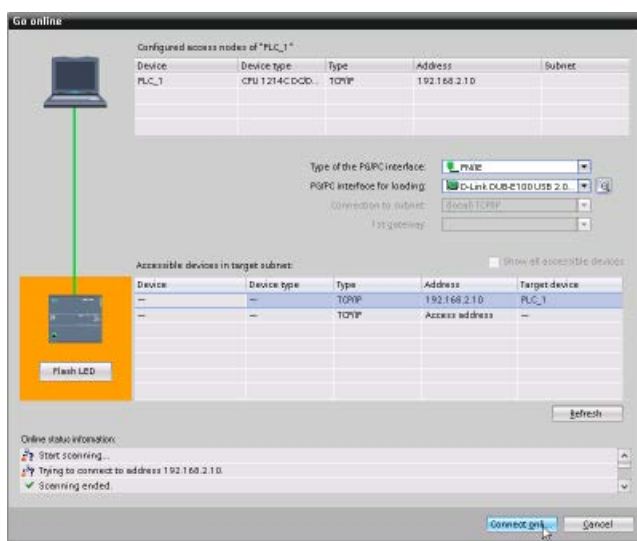 Go online
Configured access nodes of "PLC_1"
Device Device type Type Address Subnet
PLC_1 CPU 1214C DC/D... TCP/IP 192.168.2.10
Type of the PG/PC interface: PN/IE
PG/PC interface for loading: D-Link DUB-E100 USB 2.0...
Connection to subnet: (local) TCP/IP
1st gateway:
Accessible devices in target subnet: Show all accessible devices
Device Device type Type Address Target device
— — TCP/IP 192.168.2.10 PLC_1
— — TCP/IP Access address —
Flash LED
Refresh
Online status information:
Start scanning...
Trying to connect to address 192.168.2.10.
Scanning ended.
Connect onli... Cancel